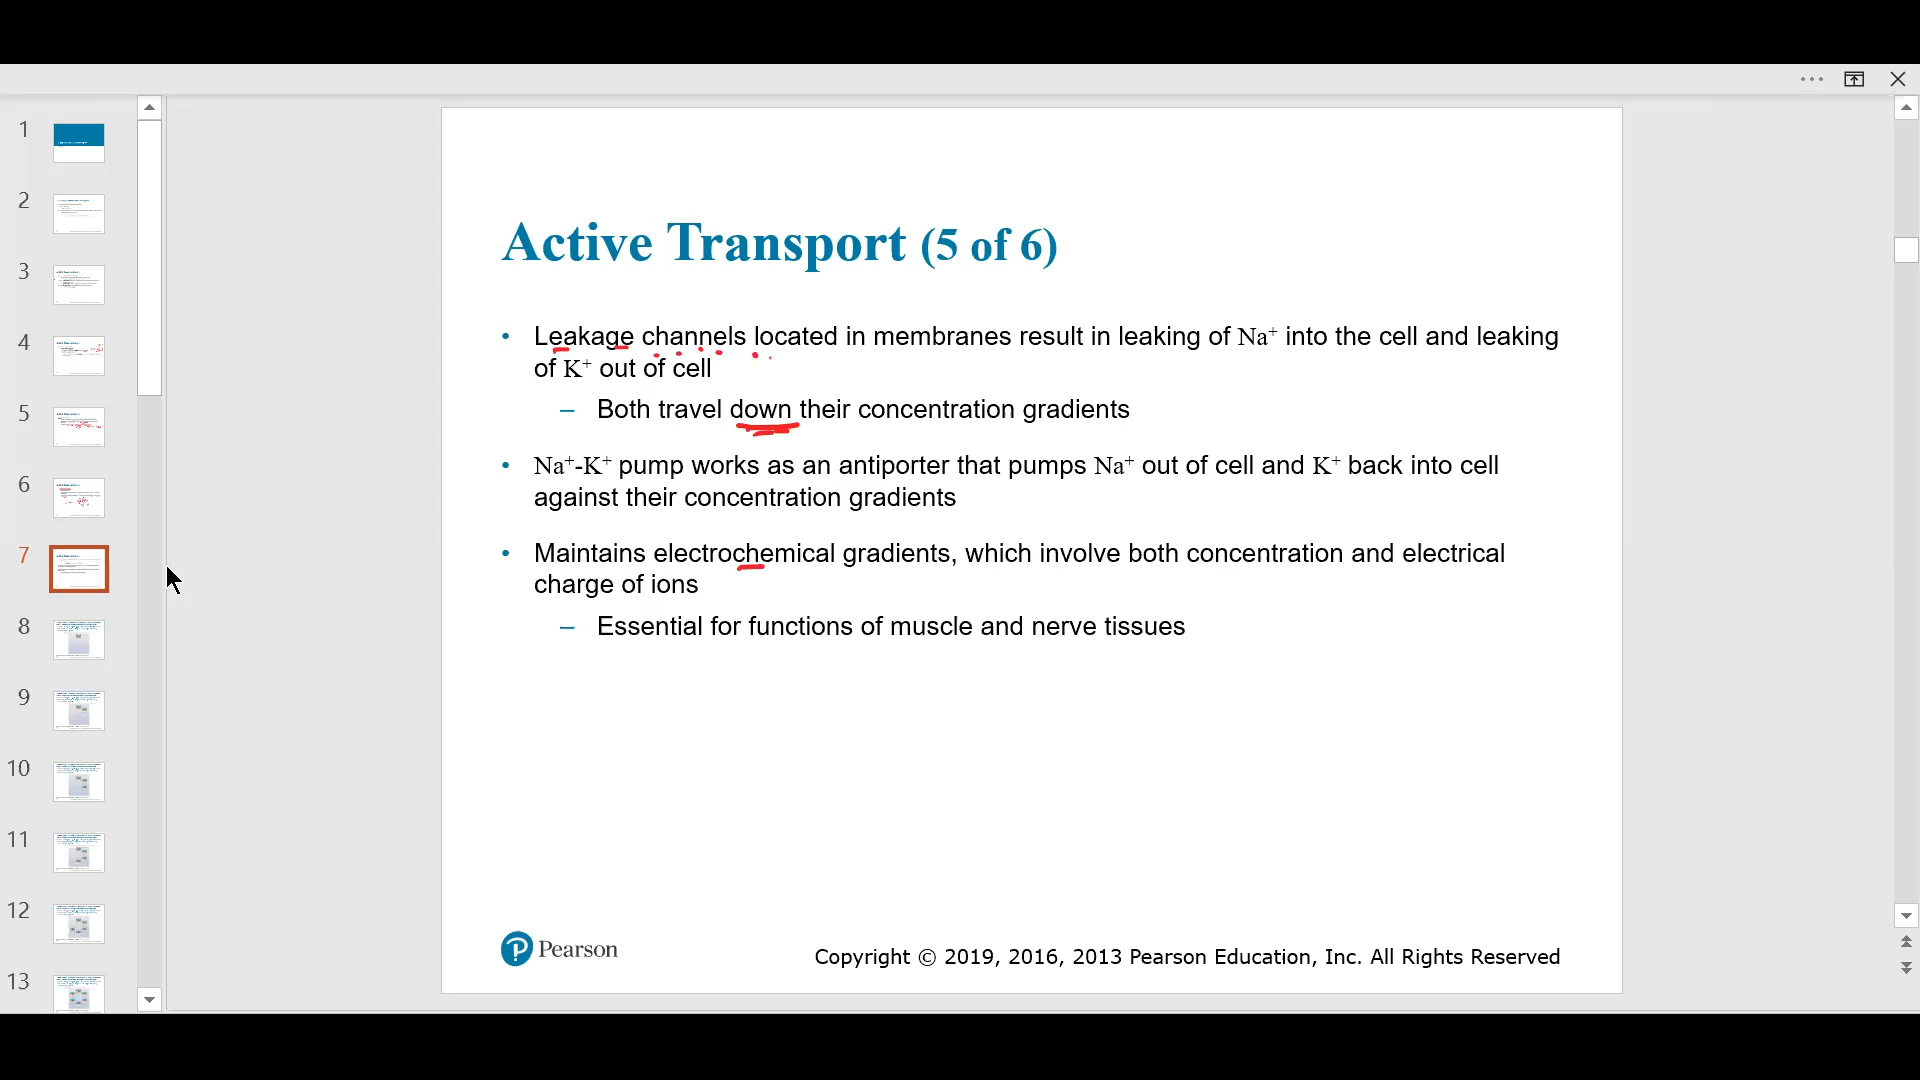 1
2
3
4
5
6
7
8
9
10
11
12
13
Active Transport (5 of 6)
• Leakage channels located in membranes result in leaking of Na⁺ into the cell and leaking
of K⁺ out of cell
– Both travel down their concentration gradients
• Na⁺-K⁺ pump works as an antiporter that pumps Na⁺ out of cell and K⁺ back into cell
against their concentration gradients
• Maintains electrochemical gradients, which involve both concentration and electrical
charge of ions
– Essential for functions of muscle and nerve tissues
Pearson
Copyright © 2019, 2016, 2013 Pearson Education, Inc. All Rights Reserved